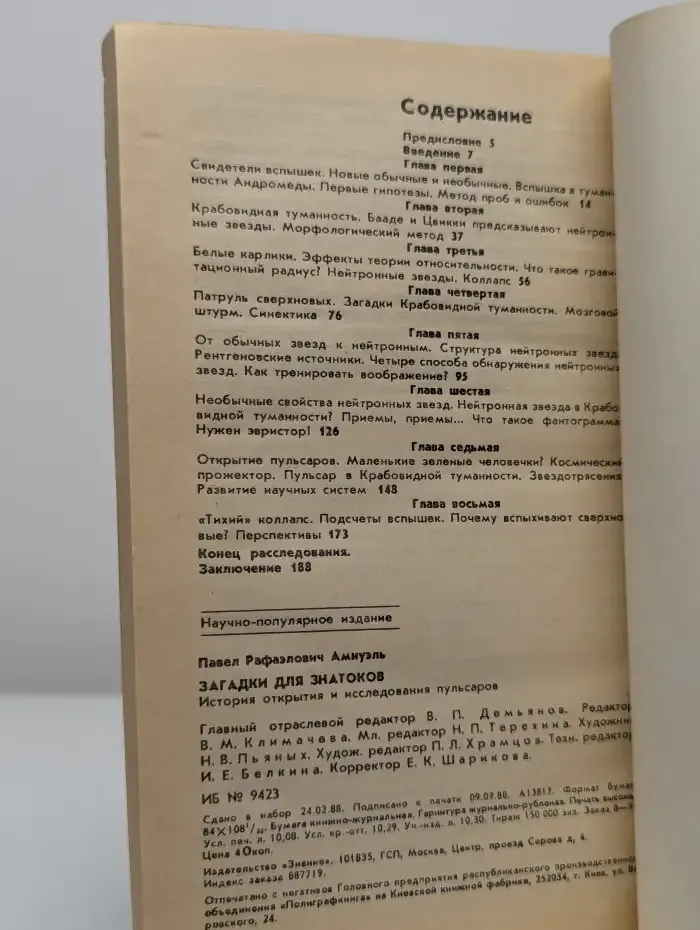 Содержание
Предисловие 5
Введение 7
Глава первая
Свидетели вспышек. Новые обычные и необычные. Вспышка в туман-
ности Андромеды. Первые гипотезы. Метод проб и ошибок 14
Глава вторая
Крабовидная туманность. Бааде и Цвикки предсказывают нейтрон-
ные звезды. Морфологический метод 37
Глава третья
Белые карлики. Эффекты теории относительности. Что такое грави-
тационный радиус? Нейтронные звезды. Коллапс 56
Глава четвертая
Патруль сверхновых. Загадки Крабовидной туманности. Мозговой
штурм. Синектика 76
Глава пятая
От обычных звезд к нейтронным. Структура нейтронных звезд
Рентгеновские источники. Четыре способа обнаружения нейтронных
звезд. Как тренировать воображение? 95
Глава шестая
Необычные свойства нейтронных звезд. Нейтронная звезда в Крабо
видной туманности? Приемы, приемы... Что такое фантограмма
Нужен эвристор! 126
Глава седьмая
Открытие пульсаров. Маленькие зеленые человечки? Космический
прожектор. Пульсар в Крабовидной туманности. Звездотрясения
Развитие научных систем 148
Глава восьмая
«Тихий» коллапс. Подсчеты вспышек. Почему вспыхивают сверхно
вые? Перспективы 173
Конец расследования.
Заключение 188
Научно-популярное издание
Павел Рафаэлович Амнуэль
ЗАГАДКИ ДЛЯ ЗНАТОКОВ
История открытия и исследования пульсаров
Главный отраслевой редактор В. П. Демьянов. Редактор
В. М. Климачева. Мл. редактор Н. П. Терехина. Художни
Н. В. Пьяных. Худож. редактор П. Л. Храмцов. Техн. редактор
И. Е. Белкина. Корректор Е. К. Шарикова.
ИБ № 9423
Сдано в набор 24.02.88. Подписано к печати 09.09.88. А13817. Формат бумаг
84×108¹/₃₂. Бумага книжно-журнальная. Гарнитура журнально-рубленая. Печать высокая
Усл. печ. л. 10,08. Усл. кр.-отт. 10,29. Уч.-изд. л. 10,30. Тираж 150 000 экз. Заказ 8—
Цена 40коп.
Издательство «Знание». 101835, ГСП, Москва, Центр, проезд Серова д, 4.
Индекс заказа 887719.
Отпечатано с негативов Головного предприятия республиканского производственного
объединения «Полиграфкнига» на Киевской книжной фабрике, 252054, г. Киев, ул.
ровского, 24.